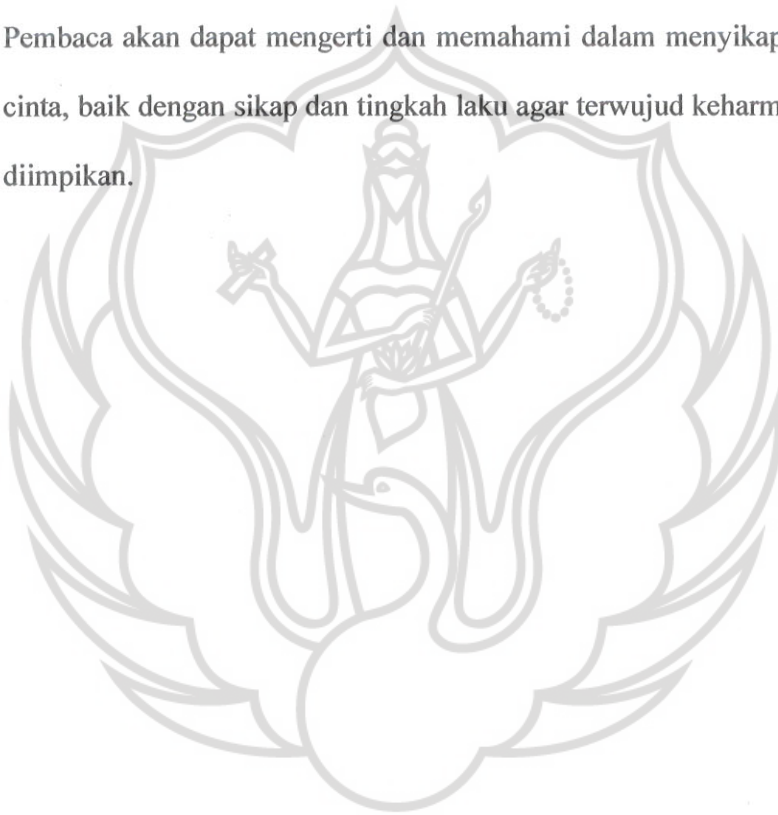 Pembaca akan dapat mengerti dan memahami dalam menyikap
cinta, baik dengan sikap dan tingkah laku agar terwujud keharm
diimpikan.